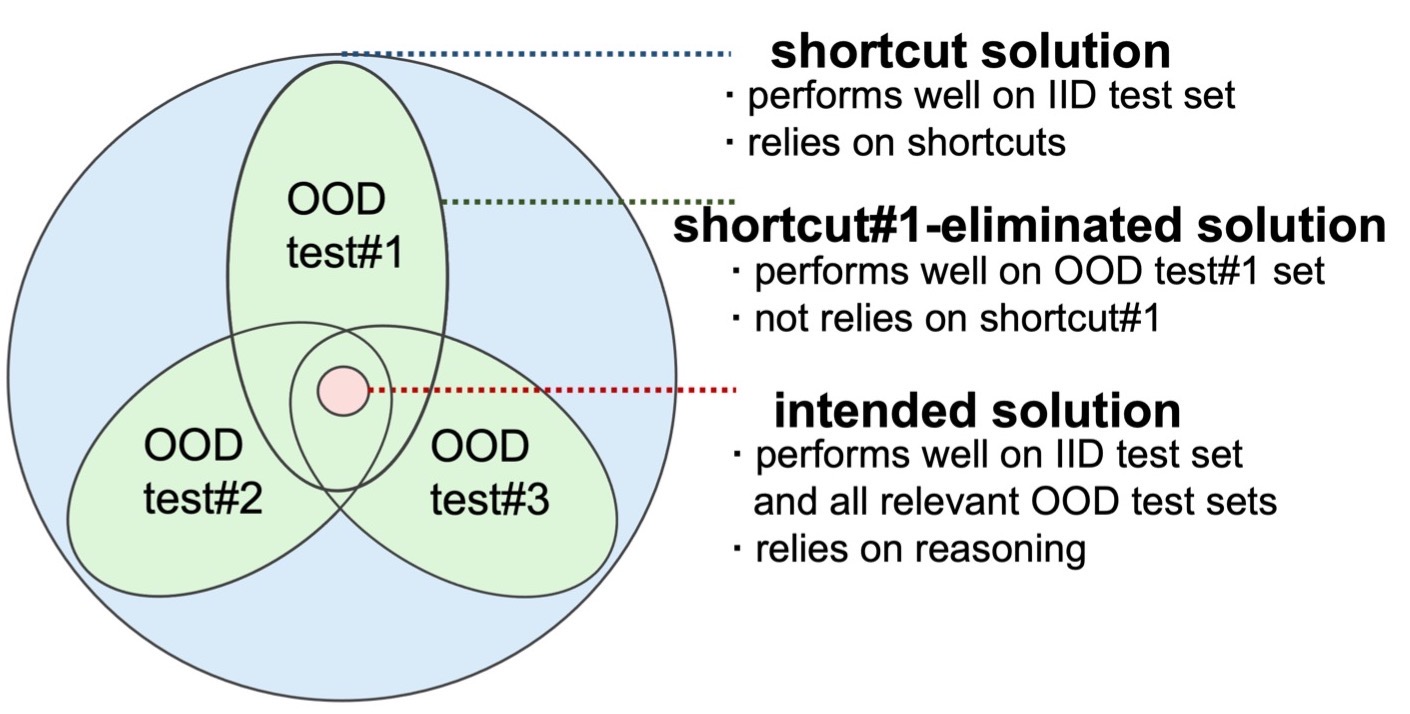 OOD
test#1
OOD
test#2
OOD
test#3
shortcut solution
· performs well on IID test set
· relies on shortcuts
shortcut#1-eliminated solution
· performs well on OOD test#1 set
· not relies on shortcut#1
intended solution
· performs well on IID test set
and all relevant OOD test sets
· relies on reasoning